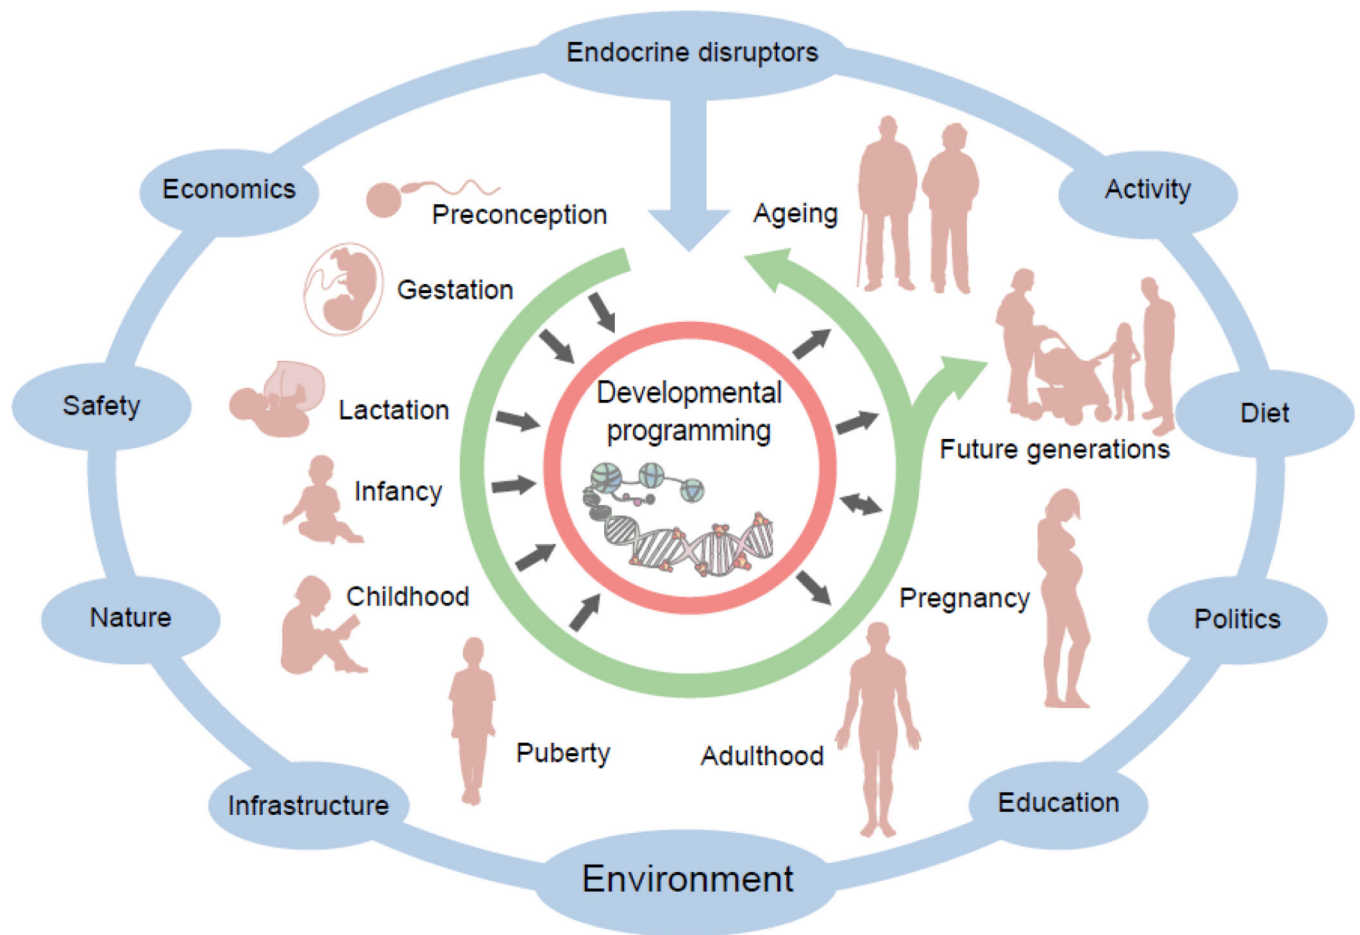 Endocrine disruptors
Economics
Activity
Preconception
Ageing
Gestation
Safety
Lactation
Developmental
programming
Diet
Future generations
Infancy
Nature
Childhood
Pregnancy
Politics
Puberty
Adulthood
Infrastructure
Education
Environment